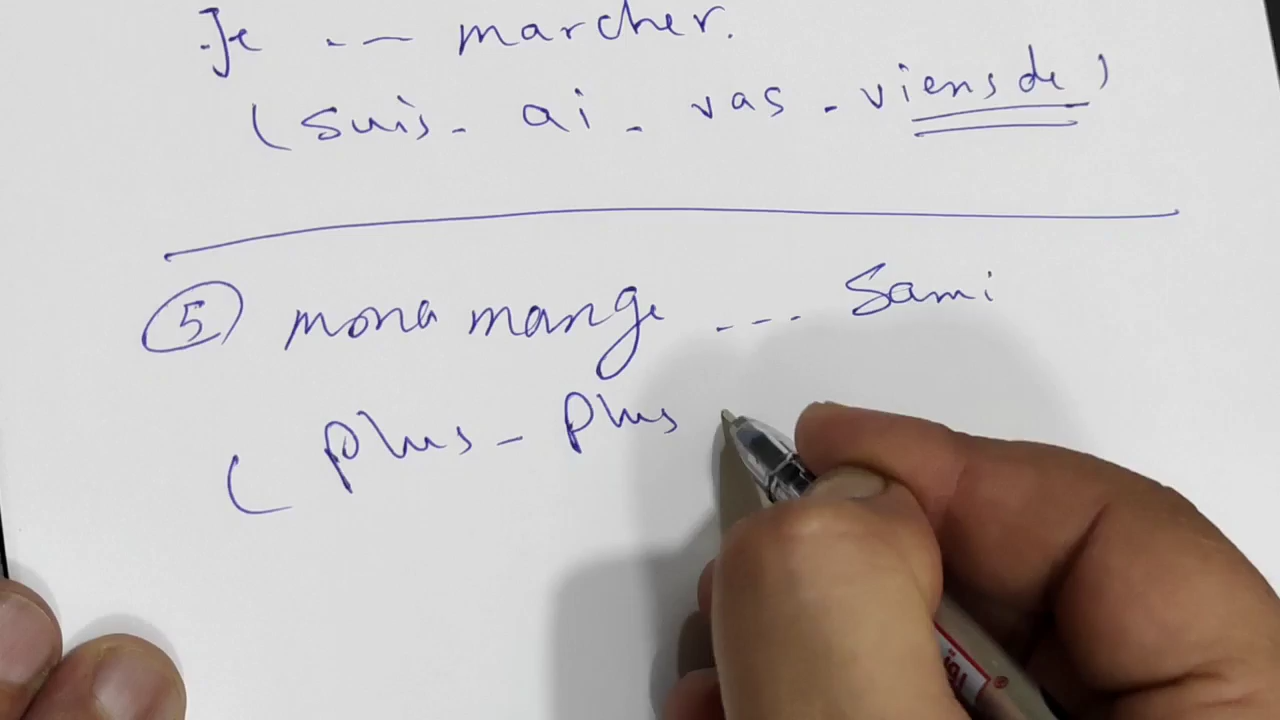 Je --- marcher.
(suis - ai - vas - viens de)
⑤ mona mange --- Sami
( plus - plus